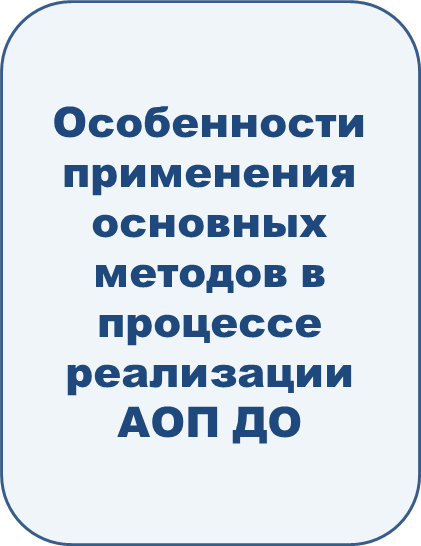 Особенности
применения
основных
методов в
процессе
реализации
АОП ДО